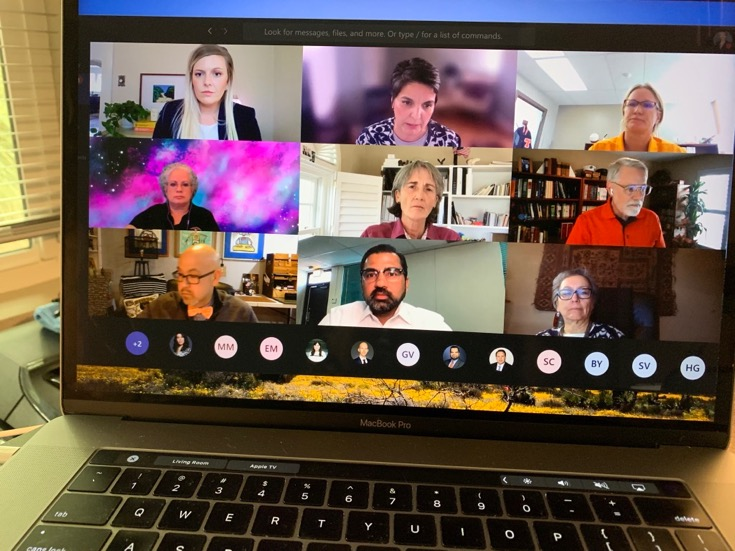 Look for messages, files, and more. Or type / for a list of commands.
+2 MM EM GV SC BY SV HG
MacBook Pro
Living Room Apple TV
~ ! @ # $ % ^ & * ( ) _ +
1 2 3 4 5 6 7 8 9 0 - = delete
tab Q W E R T Y U I O P { }
caps lock A S D